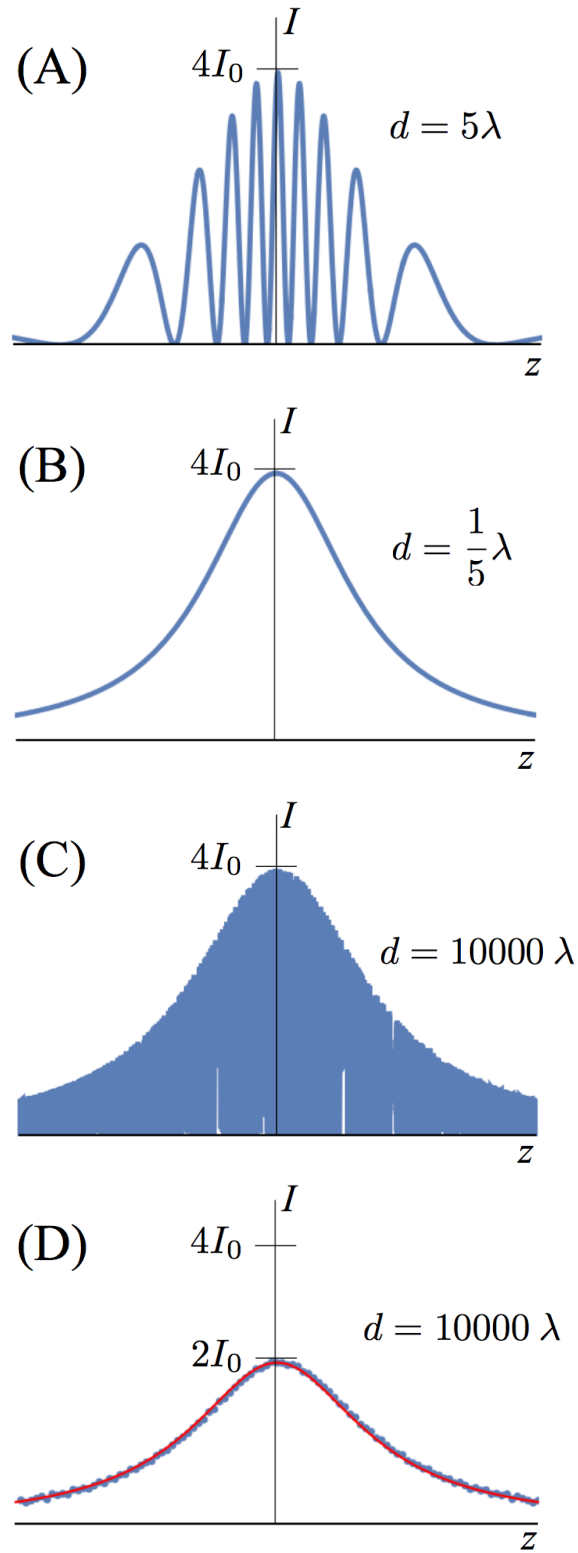 I
(A)
4I₀
d = 5λ
z
I
(B)
4I₀
d = 1/5 λ
z
I
(C)
4I₀
d = 10000 λ
z
I
(D)
4I₀
d = 10000 λ
2I₀
z